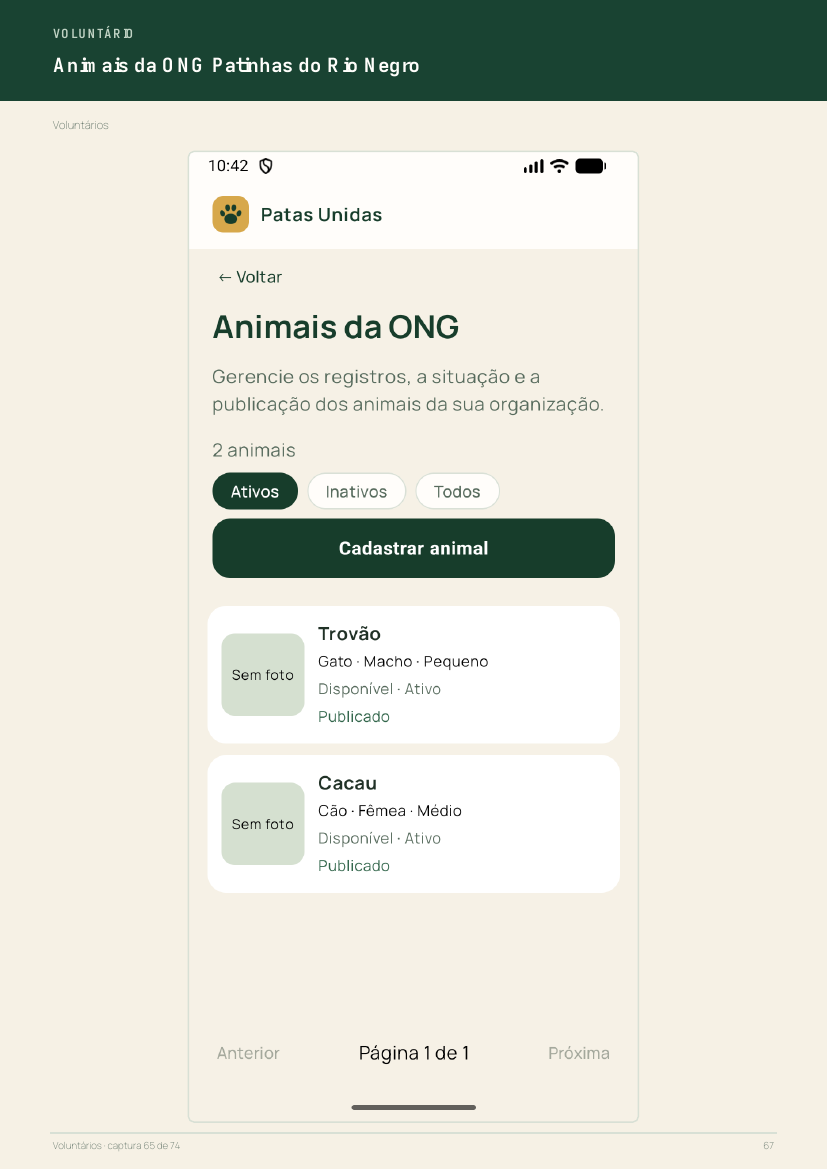 VOLUNTÁRIO
Animais da ONG Patinhas do Rio Negro
Voluntários
10:42
Patas Unidas
← Voltar
Animais da ONG
Gerencie os registros, a situação e a
publicação dos animais da sua organização.
2 animais
Ativos Inativos Todos
Cadastrar animal
Sem foto
Trovão
Gato · Macho · Pequeno
Disponível · Ativo
Publicado
Sem foto
Cacau
Cão · Fêmea · Médio
Disponível · Ativo
Publicado
Anterior Página 1 de 1 Próxima
Voluntários · captura 65 de 74 67